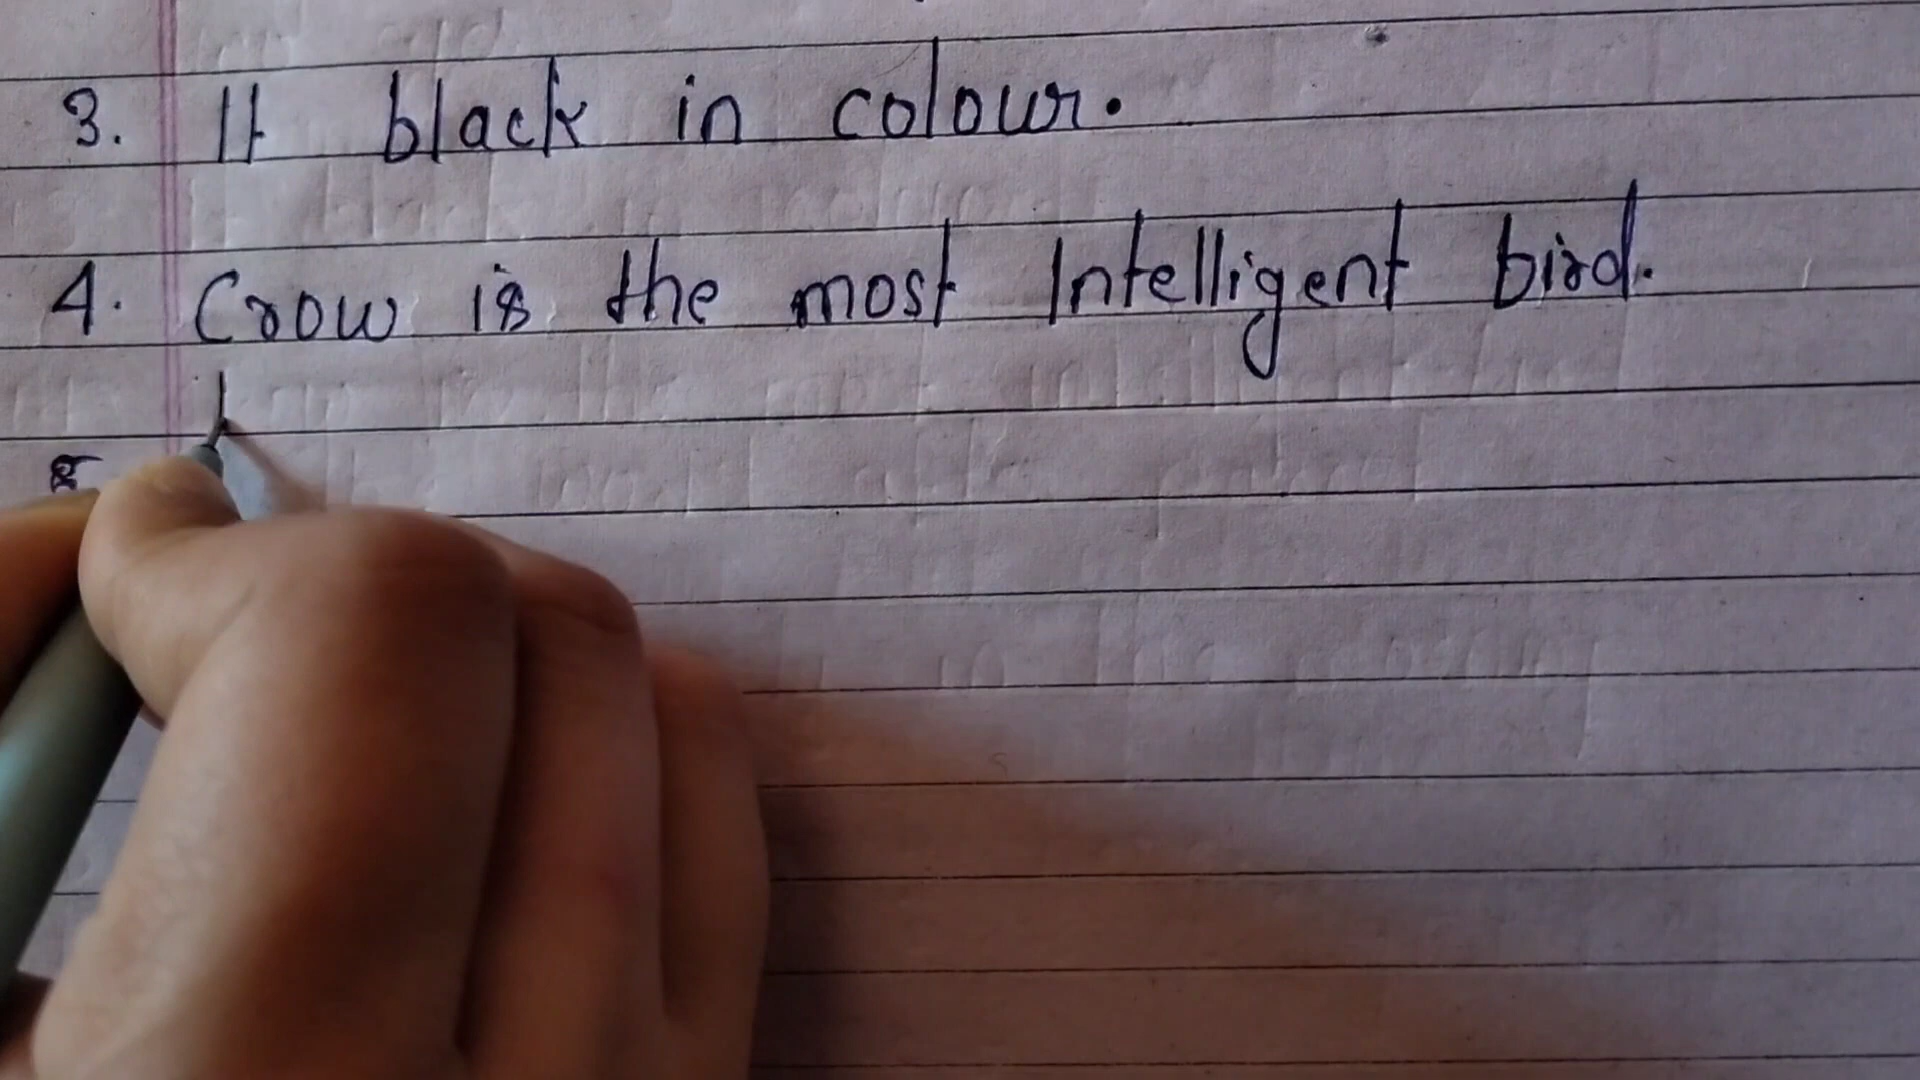 3. It black in colour.
4. Crow is the most Intelligent bird.